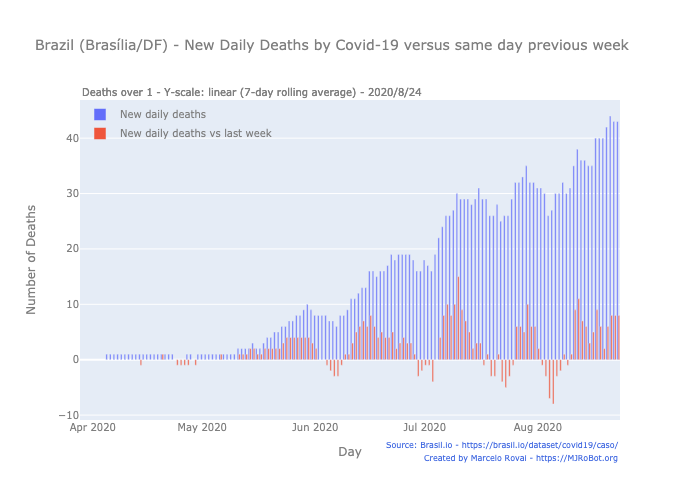 Brazil (Brasília/DF) - New Daily Deaths by Covid-19 versus same day previous week
Deaths over 1 - Y-scale: linear (7-day rolling average) - 2020/8/24
New daily deaths
New daily deaths vs last week
40
30
20
10
0
−10
Number of Deaths
Apr 2020
May 2020
Jun 2020
Jul 2020
Aug 2020
Day
Source: Brasil.io - https://brasil.io/dataset/covid19/caso/
Created by Marcelo Rovai - https://MJRoBot.org